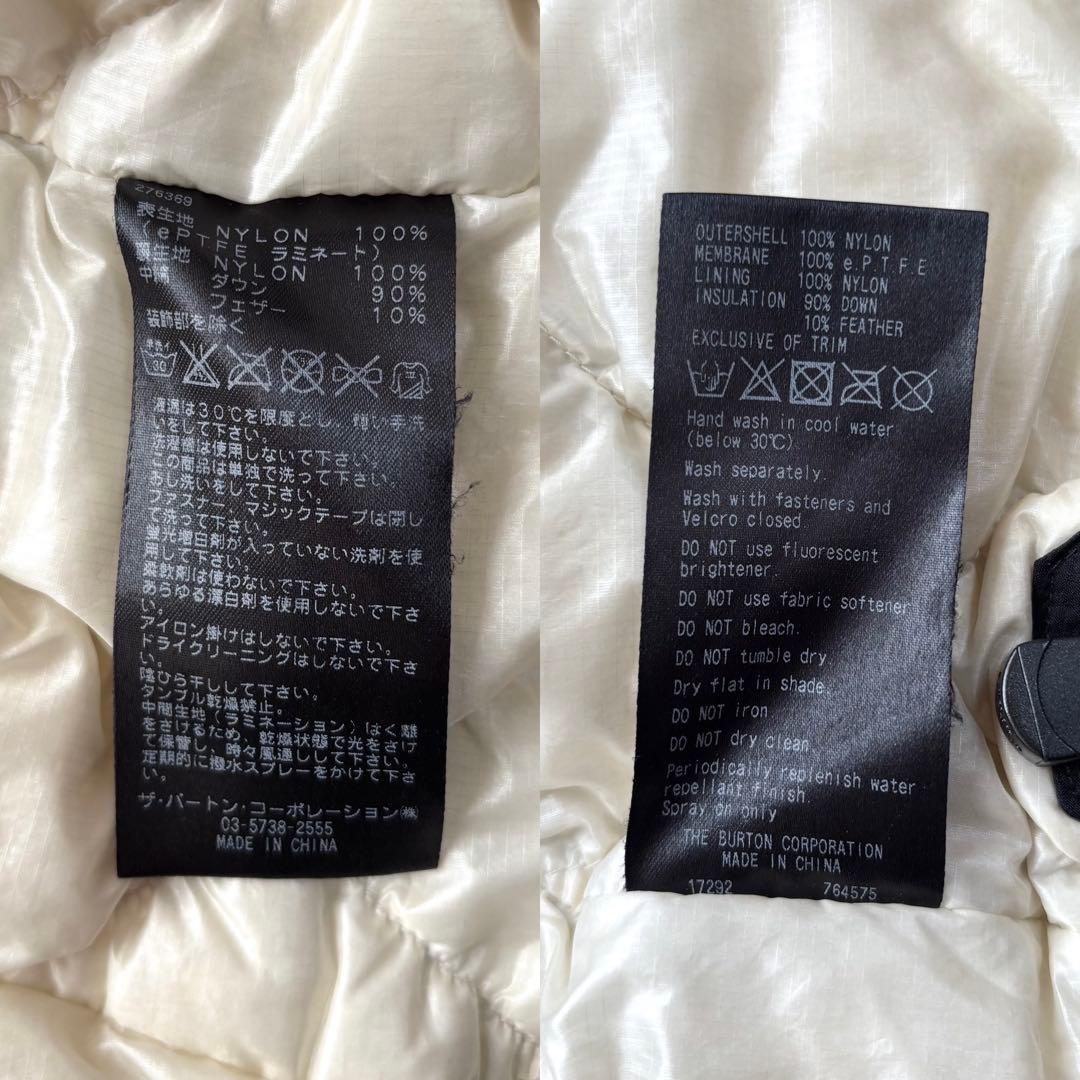 276369
表生地 NYLON 100%
(ePTFE ラミネート)
裏生地 NYLON 100%
中綿 ダウン 90%
フェザー 10%
装飾部を除く
30
液温は30℃を限度とし、軽い手洗
いをして下さい。
洗濯機は使用しないで下さい。
この商品は単独で洗って下さい。
おし洗いをして下さい。
ファスナー、マジックテープは閉し
て洗って下さい。
蛍光増白剤が入っていない洗剤を使
用して下さい。
柔軟剤は使わないで下さい。
あらゆる漂白剤を使用しないで下さ
い。
アイロン掛けはしないで下さい。
ドライクリーニングはしないで下さ
い。
陰ひら干しして下さい。
タンブル乾燥禁止。
中間生地(ラミネーション)はく離
をさけるため、乾燥状態で光をさけ
て保管し、時々風通しして下さい。
定期的に撥水スプレーをかけて下さ
い。
ザ・バートン・コーポレーション㈱
03-5738-2555
MADE IN CHINA
OUTERSHELL 100% NYLON
MEMBRANE 100% e.P.T.F.E
LINING 100% NYLON
INSULATION 90% DOWN
10% FEATHER
EXCLUSIVE OF TRIM
Hand wash in cool water
(below 30℃)
Wash separately.
Wash with fasteners and
Velcro closed.
DO NOT use fluorescent
brightener.
DO NOT use fabric softener
DO NOT bleach.
DO NOT tumble dry.
Dry flat in shade.
DO NOT iron
DO NOT dry clean
Periodically replenish water
repellant finish.
Spray on only
THE BURTON CORPORATION
MADE IN CHINA
17292 764575